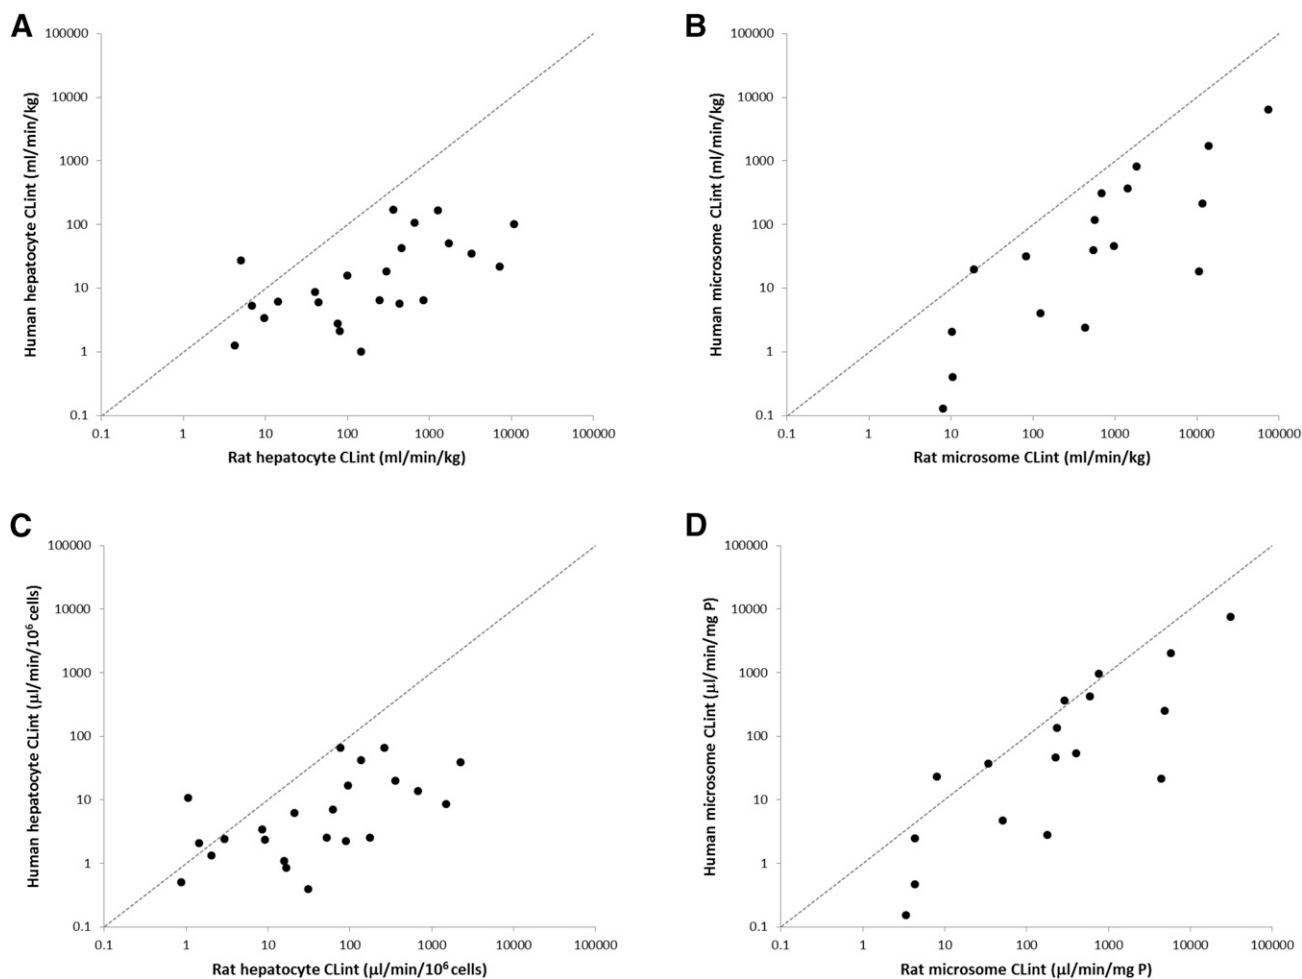 A
100000
10000
1000
100
10
1
0.1
Human hepatocyte CLint (ml/min/kg)
0.1 1 10 100 1000 10000 100000
Rat hepatocyte CLint (ml/min/kg)
B
100000
10000
1000
100
10
1
0.1
Human microsome CLint (ml/min/kg)
0.1 1 10 100 1000 10000 100000
Rat microsome CLint (ml/min/kg)
C
100000
10000
1000
100
10
1
0.1
Human hepatocyte CLint (µl/min/10⁶ cells)
0.1 1 10 100 1000 10000 100000
Rat hepatocyte CLint (µl/min/10⁶ cells)
D
100000
10000
1000
100
10
1
0.1
Human microsome CLint (µl/min/mg P)
0.1 1 10 100 1000 10000 100000
Rat microsome CLint (µl/min/mg P)